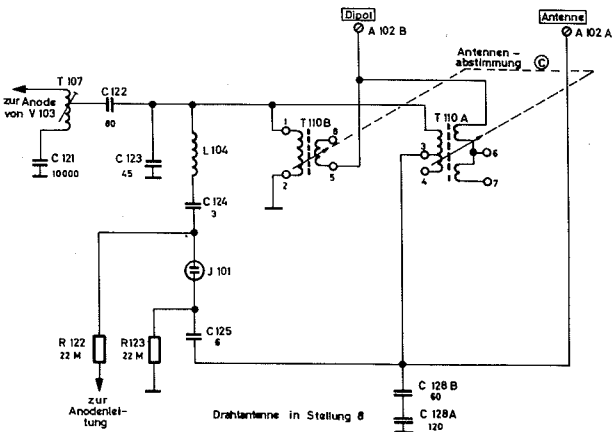 Dipol
A 102 B
Antenne
A 102 A
Antennen-
abstimmung C
T 107
zur Anode
von V 103
C 122
80
C 121
10000
C 123
45
L 104
1
T 110 B
8
2
5
T 110 A
3
4
6
7
C 124
3
J 101
C 125
6
R 122
22 M
R 123
22 M
zur
Anodenlei-
tung
Drahtantenne in Stellung 8
C 128 B
60
C 128A
120